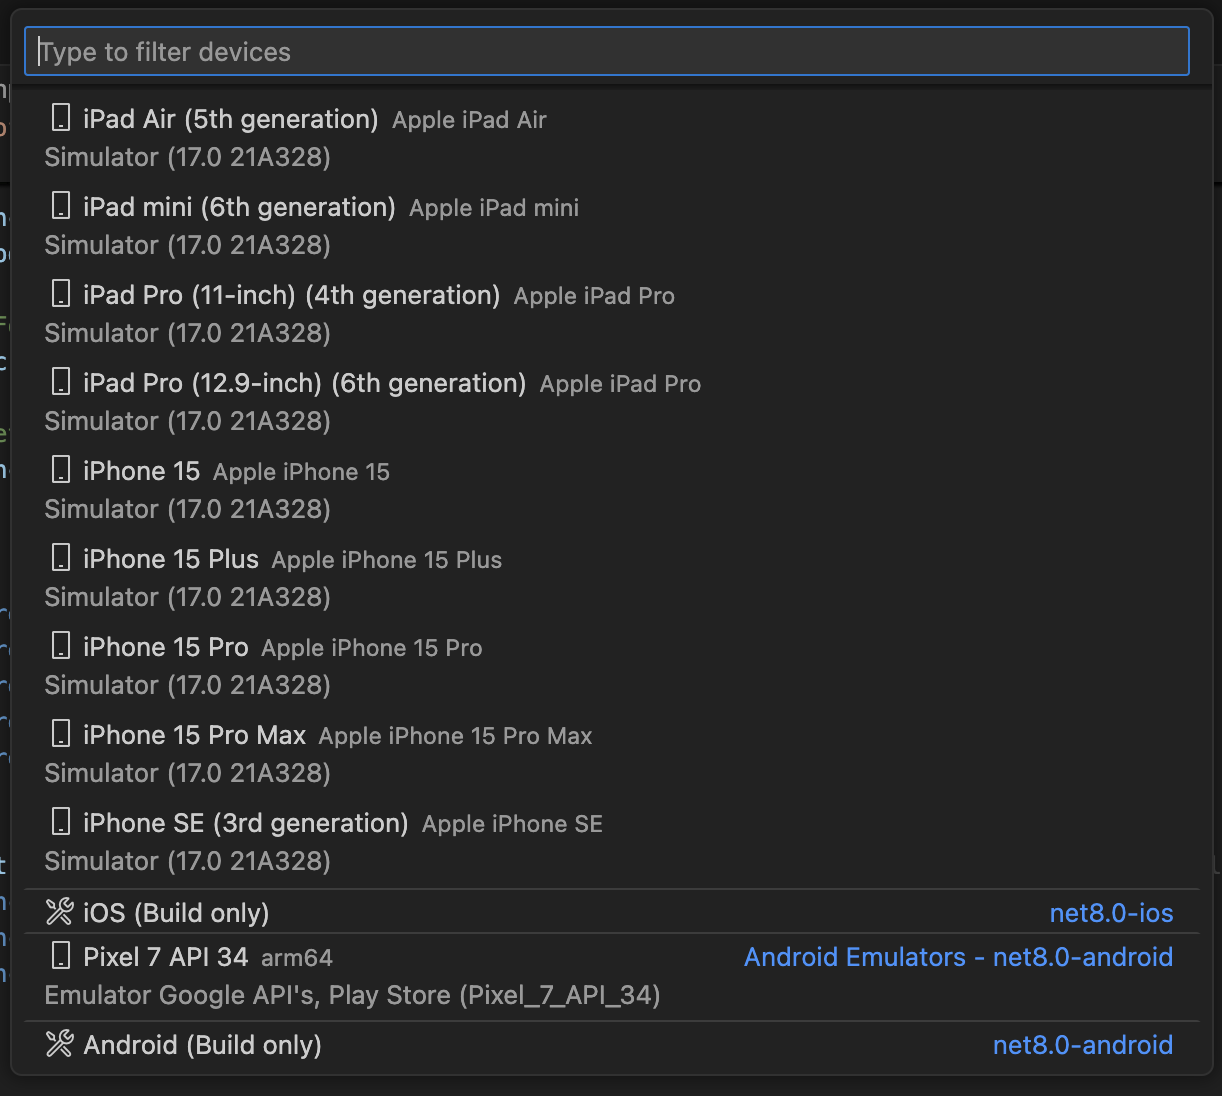 Type to filter devices
iPad Air (5th generation) Apple iPad Air
Simulator (17.0 21A328)
iPad mini (6th generation) Apple iPad mini
Simulator (17.0 21A328)
iPad Pro (11-inch) (4th generation) Apple iPad Pro
Simulator (17.0 21A328)
iPad Pro (12.9-inch) (6th generation) Apple iPad Pro
Simulator (17.0 21A328)
iPhone 15 Apple iPhone 15
Simulator (17.0 21A328)
iPhone 15 Plus Apple iPhone 15 Plus
Simulator (17.0 21A328)
iPhone 15 Pro Apple iPhone 15 Pro
Simulator (17.0 21A328)
iPhone 15 Pro Max Apple iPhone 15 Pro Max
Simulator (17.0 21A328)
iPhone SE (3rd generation) Apple iPhone SE
Simulator (17.0 21A328)
iOS (Build only) net8.0-ios
Pixel 7 API 34 arm64 Android Emulators - net8.0-android
Emulator Google API's, Play Store (Pixel_7_API_34)
Android (Build only) net8.0-android